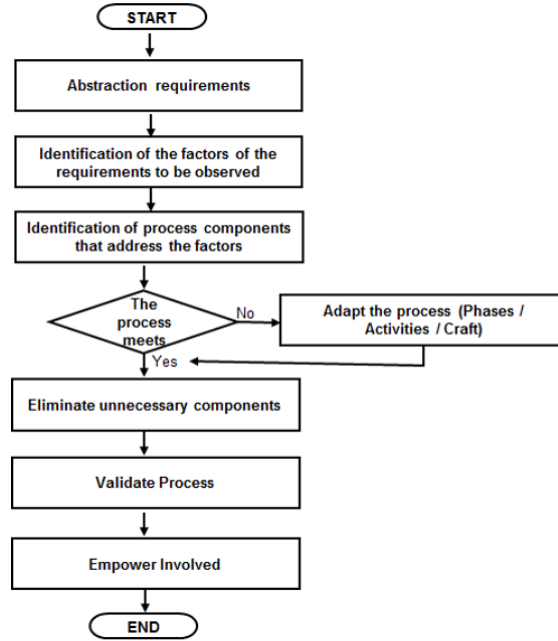 START
Abstraction requirements
Identification of the factors of the
requirements to be observed
Identification of process components
that address the factors
The
process
meets
No
Adapt the process (Phases /
Activities / Craft)
Yes
Eliminate unnecessary components
Validate Process
Empower Involved
END